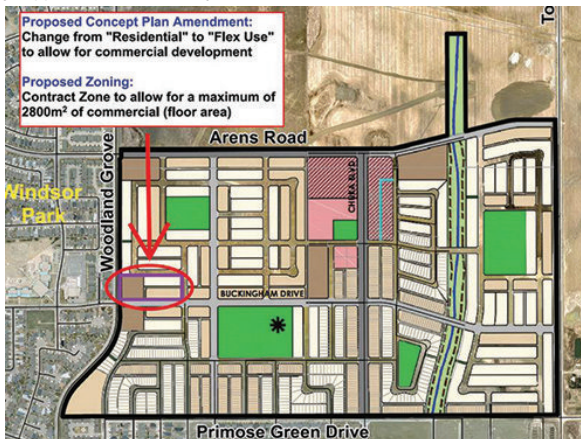 Proposed Concept Plan Amendment:
Change from "Residential" to "Flex Use"
to allow for commercial development
Proposed Zoning:
Contract Zone to allow for a maximum of
2800m² of commercial (floor area)
To
Arens Road
Woodland Grove
Windsor
Park
CHUKA BLVD.
BUCKINGHAM DRIVE
Primose Green Drive